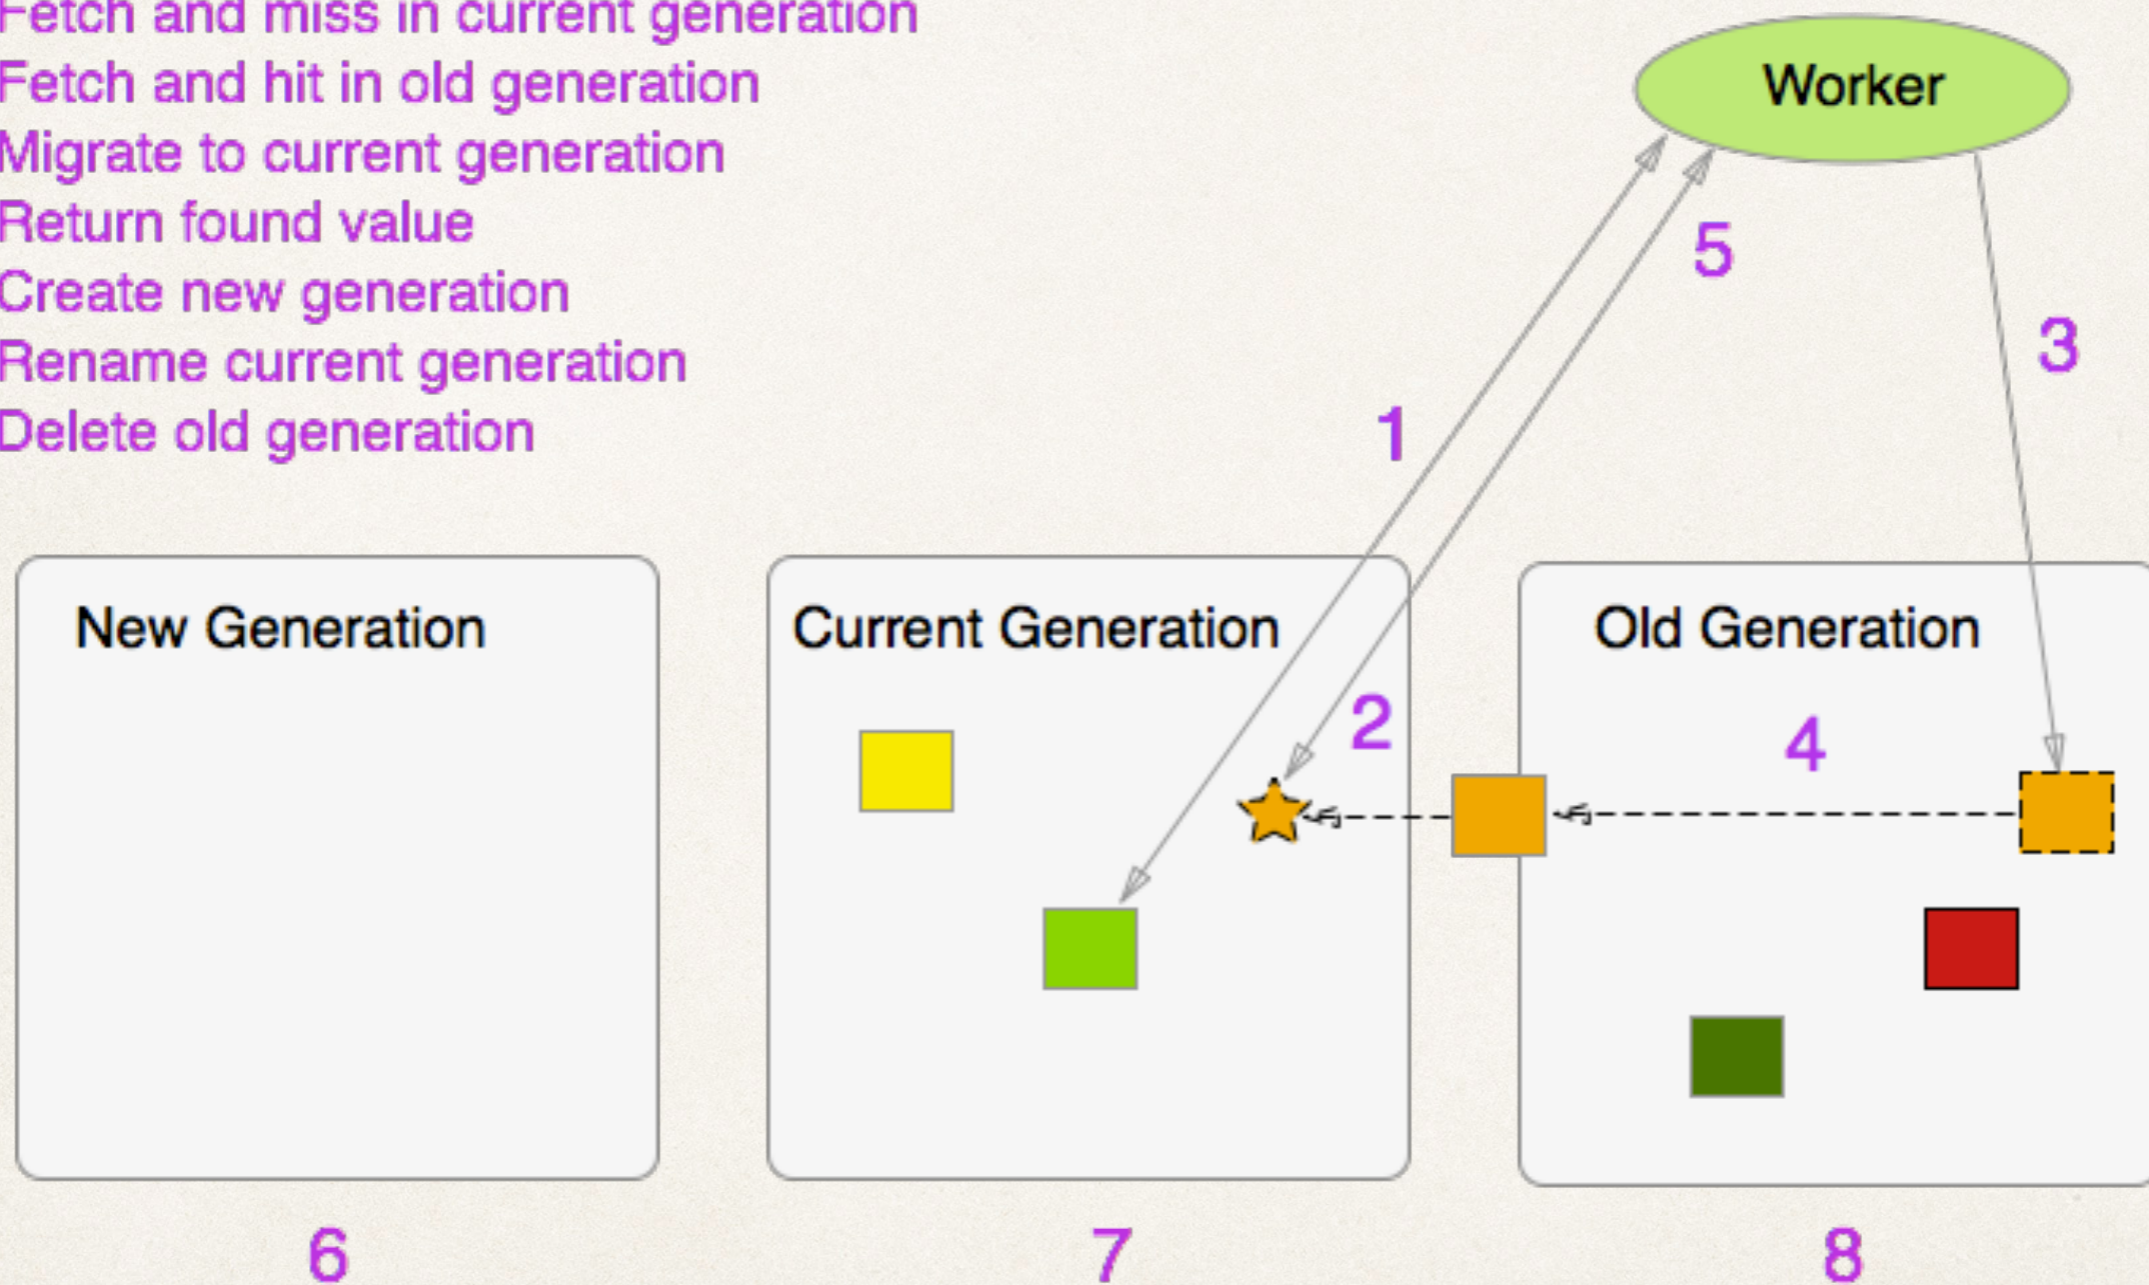 Fetch and miss in current generation
Fetch and hit in old generation
Migrate to current generation
Return found value
Create new generation
Rename current generation
Delete old generation
Worker
5
3
1
New Generation
Current Generation
Old Generation
2
4
6
7
8